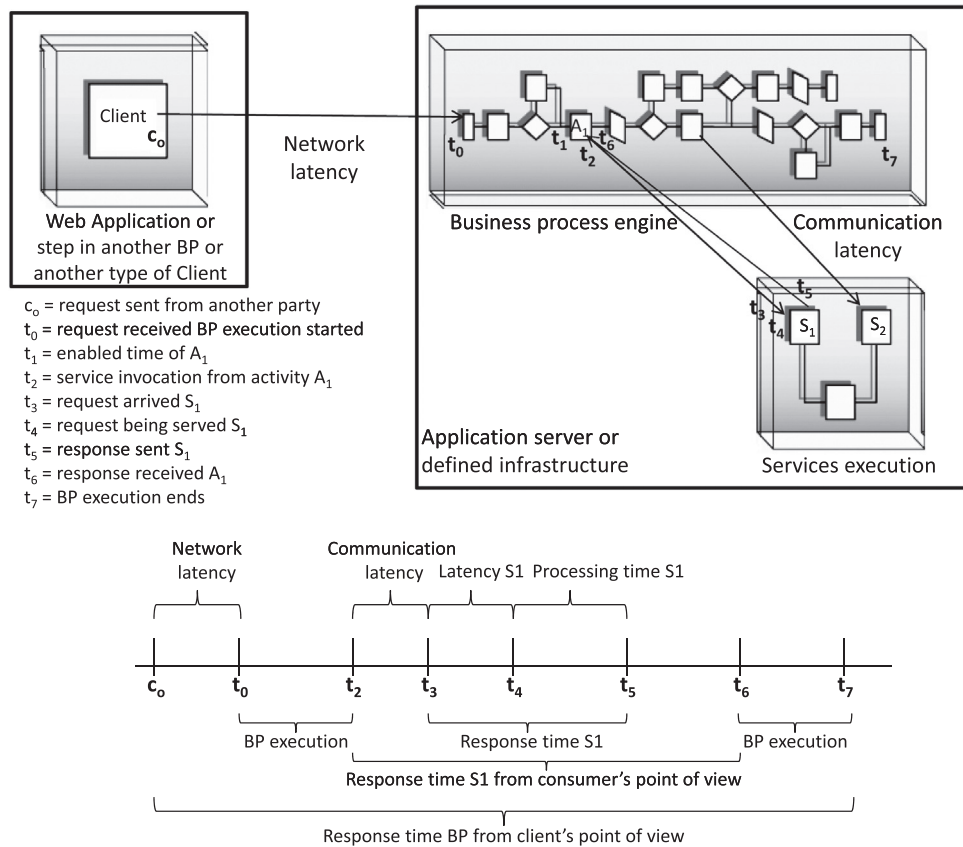 Client
c₀
Network
latency
Web Application or
step in another BP or
another type of Client
t₀
t₁
A₁
t₂
t₆
t₇
Business process engine
Communication
latency
t₅
t₃
t₄
S₁
S₂
Application server or
defined infrastructure
Services execution
c₀ = request sent from another party
t₀ = request received BP execution started
t₁ = enabled time of A₁
t₂ = service invocation from activity A₁
t₃ = request arrived S₁
t₄ = request being served S₁
t₅ = response sent S₁
t₆ = response received A₁
t₇ = BP execution ends
Network
latency
Communication
latency
Latency S1
Processing time S1
c₀ t₀ t₂ t₃ t₄ t₅ t₆ t₇
BP execution
Response time S1
BP execution
Response time S1 from consumer’s point of view
Response time BP from client’s point of view